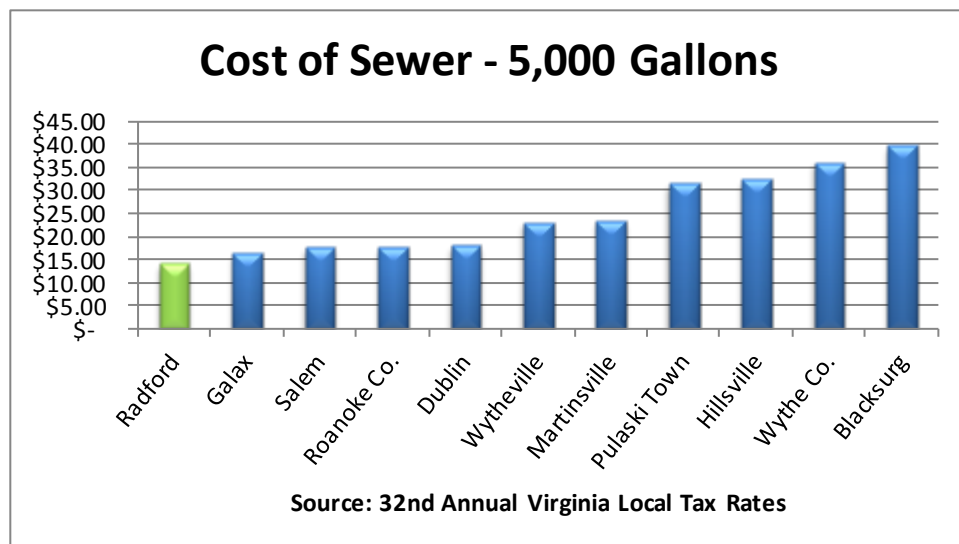 Cost of Sewer - 5,000 Gallons
$45.00
$40.00
$35.00
$30.00
$25.00
$20.00
$15.00
$10.00
$5.00
$-
Radford
Galax
Salem
Roanoke Co.
Dublin
Wytheville
Martinsville
Pulaski Town
Hillsville
Wythe Co.
Blacksurg
Source: 32nd Annual Virginia Local Tax Rates